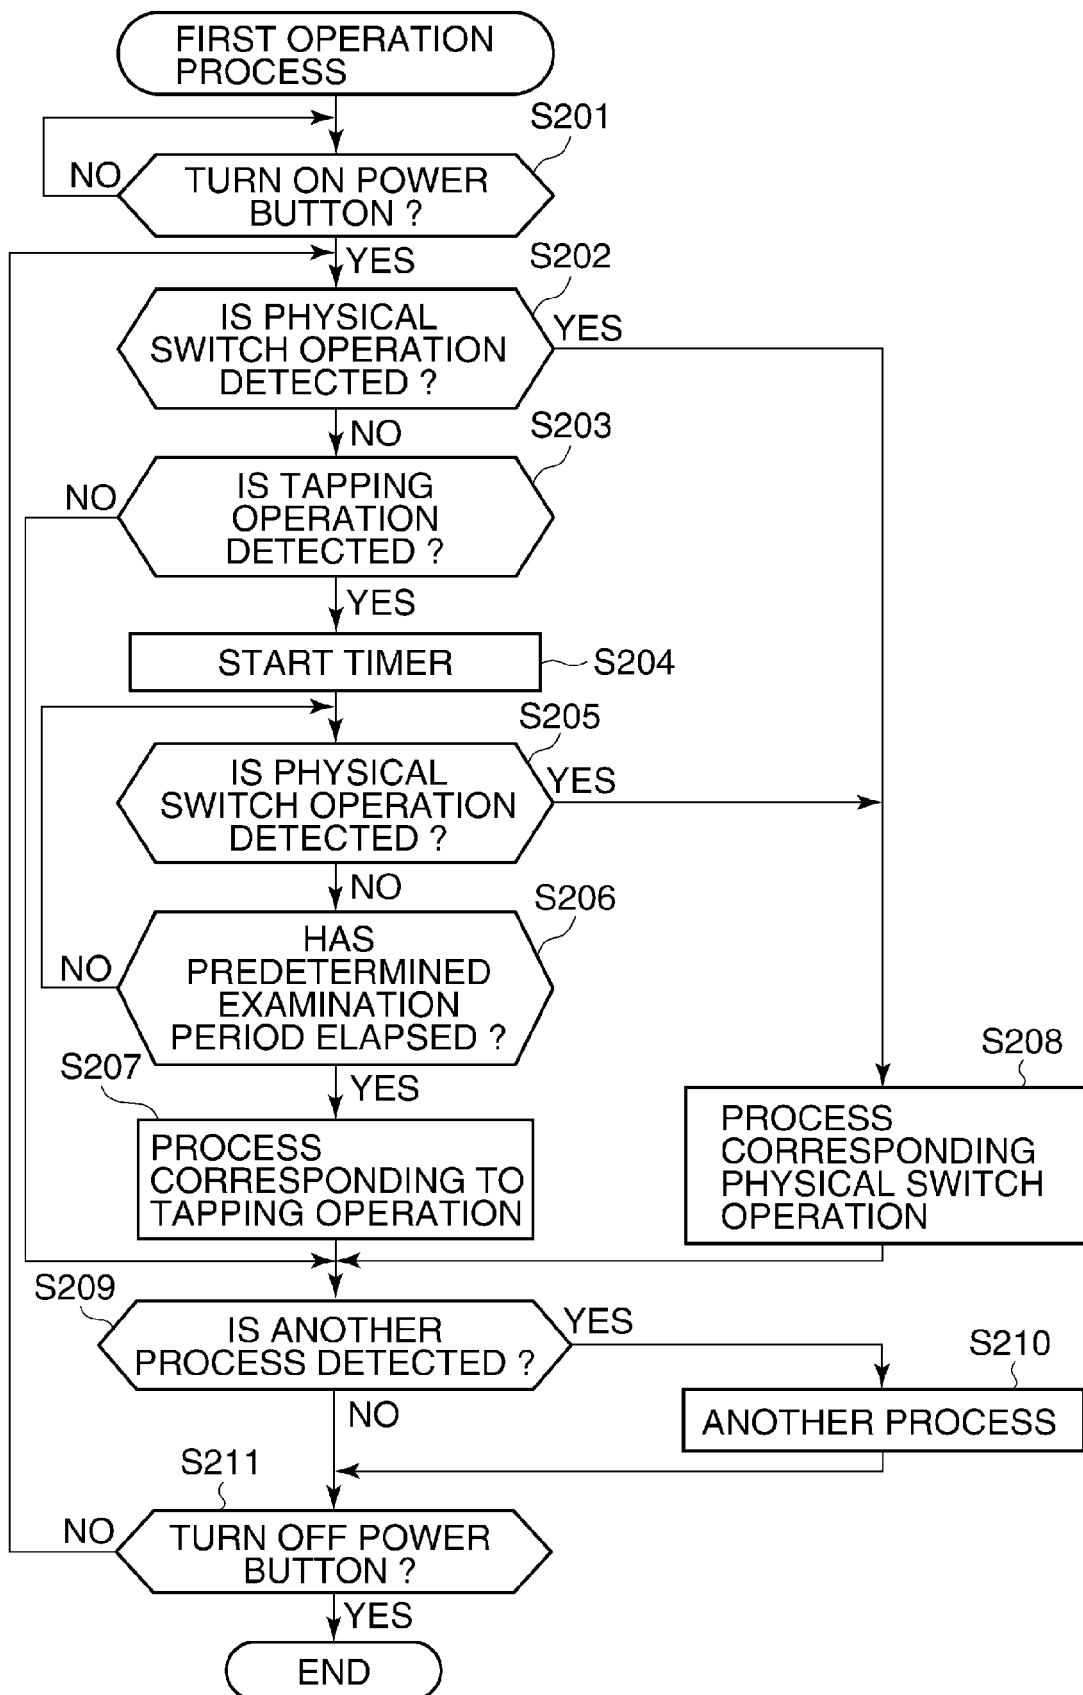 FIRST OPERATION
PROCESS
S201
NO
TURN ON POWER
BUTTON ?
YES
S202
IS PHYSICAL
SWITCH OPERATION
DETECTED ?
YES
NO
S203
NO
IS TAPPING
OPERATION
DETECTED ?
YES
START TIMER
S204
S205
IS PHYSICAL
SWITCH OPERATION
DETECTED ?
YES
NO
S206
HAS
PREDETERMINED
EXAMINATION
PERIOD ELAPSED ?
NO
S207
YES
PROCESS
CORRESPONDING TO
TAPPING OPERATION
S208
PROCESS
CORRESPONDING
PHYSICAL SWITCH
OPERATION
S209
IS ANOTHER
PROCESS DETECTED ?
YES
S210
ANOTHER PROCESS
NO
S211
NO
TURN OFF POWER
BUTTON ?
YES
END